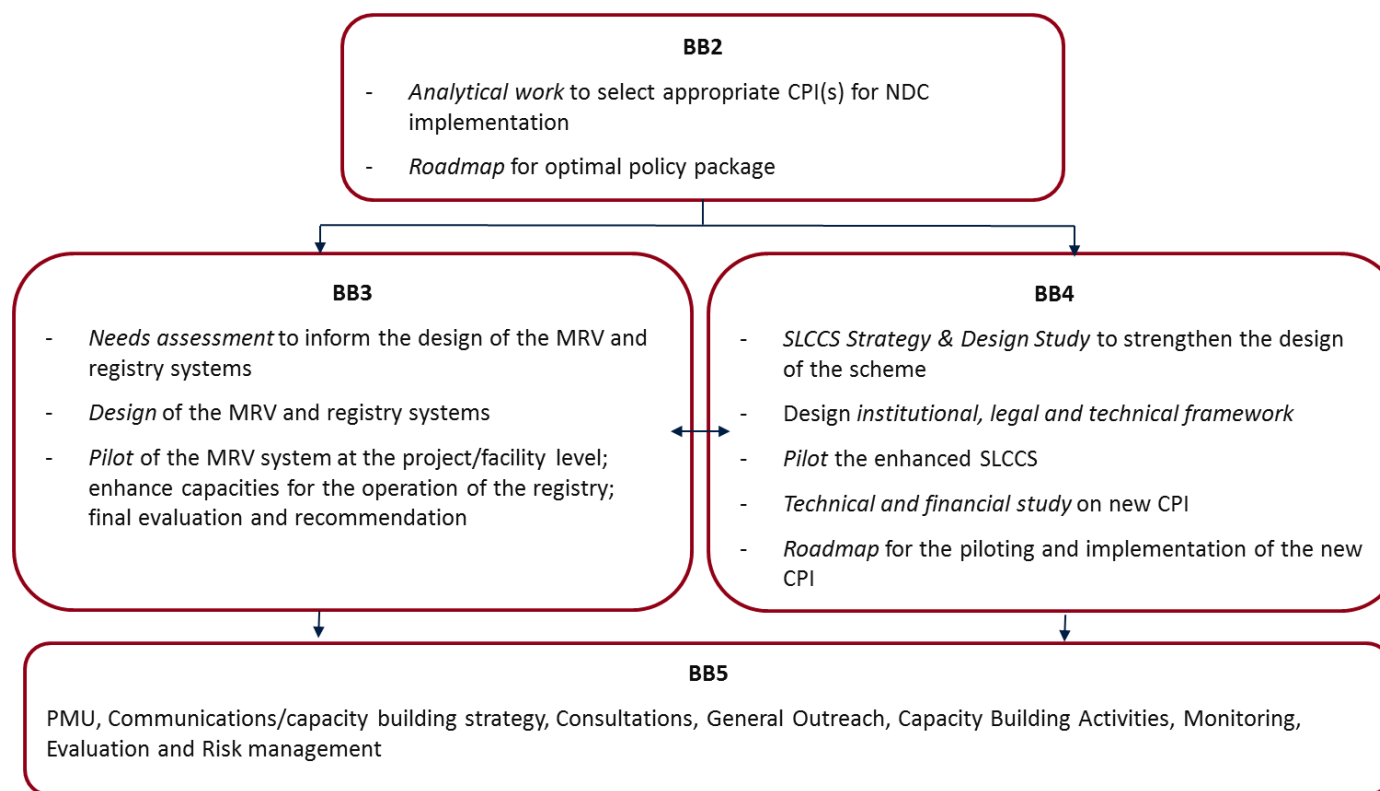 BB2
- Analytical work to select appropriate CPI(s) for NDC
implementation
- Roadmap for optimal policy package
BB3
- Needs assessment to inform the design of the MRV and
registry systems
- Design of the MRV and registry systems
- Pilot of the MRV system at the project/facility level;
enhance capacities for the operation of the registry;
final evaluation and recommendation
BB4
- SLCCS Strategy & Design Study to strengthen the design
of the scheme
- Design institutional, legal and technical framework
- Pilot the enhanced SLCCS
- Technical and financial study on new CPI
- Roadmap for the piloting and implementation of the new
CPI
BB5
PMU, Communications/capacity building strategy, Consultations, General Outreach, Capacity Building Activities, Monitoring,
Evaluation and Risk management